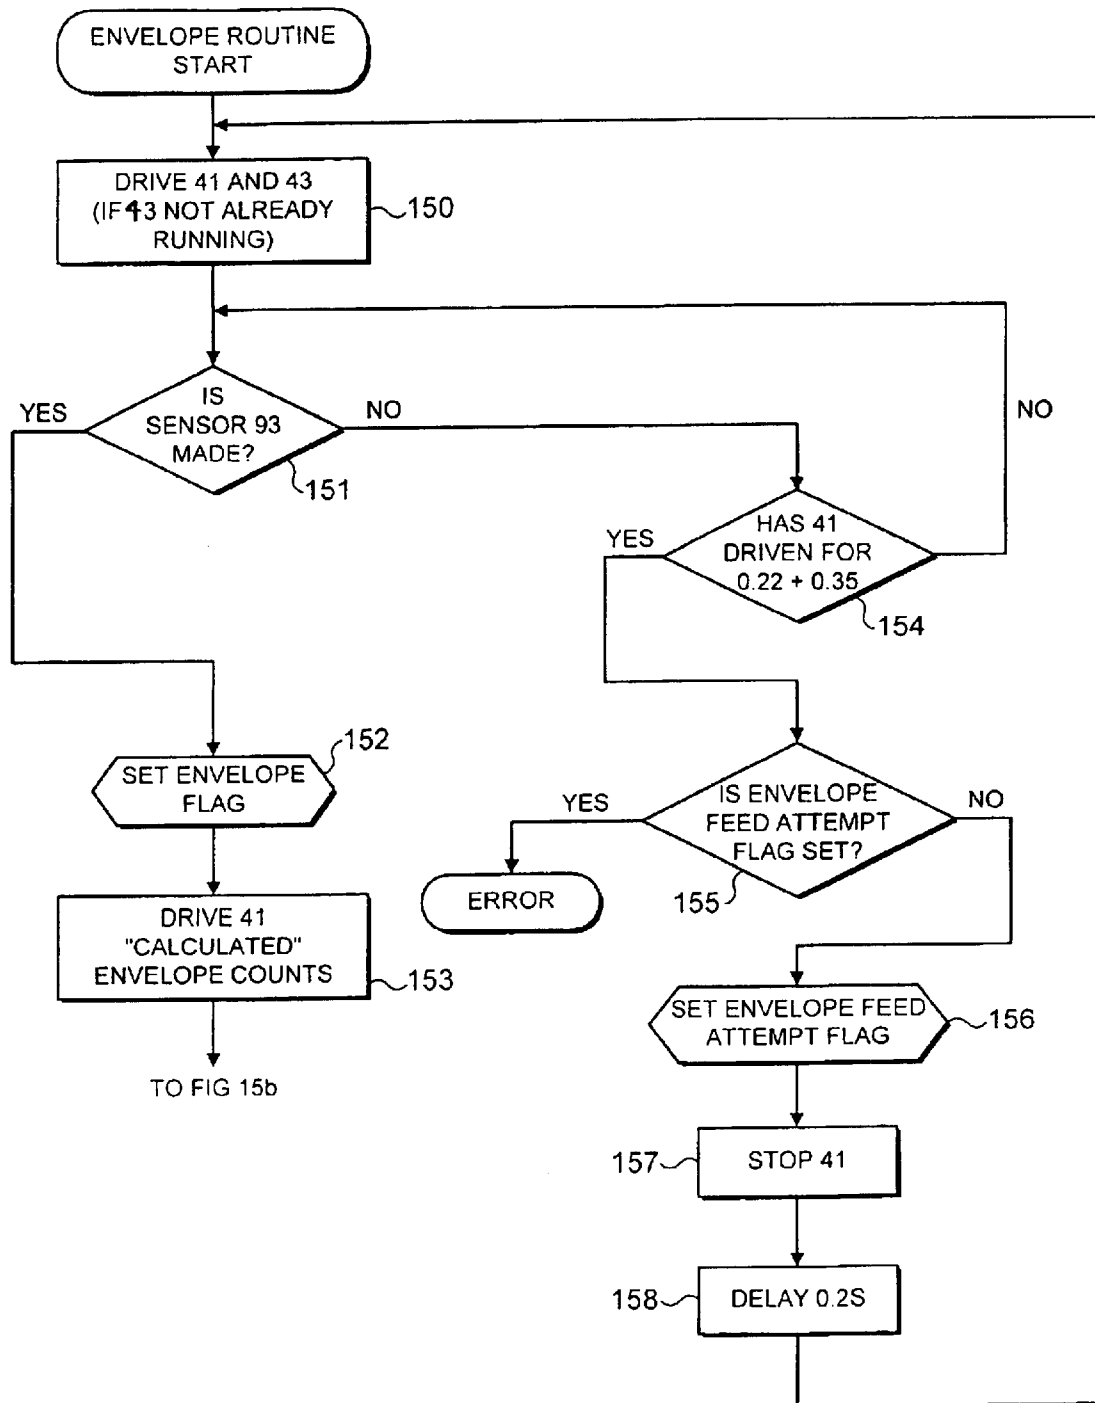 ENVELOPE ROUTINE
START
DRIVE 41 AND 43
(IF 43 NOT ALREADY
RUNNING)
150
IS
SENSOR 93
MADE?
YES
NO
151
NO
HAS 41
DRIVEN FOR
0.22 + 0.35
YES
154
152
SET ENVELOPE
FLAG
DRIVE 41
"CALCULATED"
ENVELOPE COUNTS
153
TO FIG 15b
IS ENVELOPE
FEED ATTEMPT
FLAG SET?
YES
NO
155
ERROR
SET ENVELOPE FEED
ATTEMPT FLAG
156
157
STOP 41
158
DELAY 0.2S